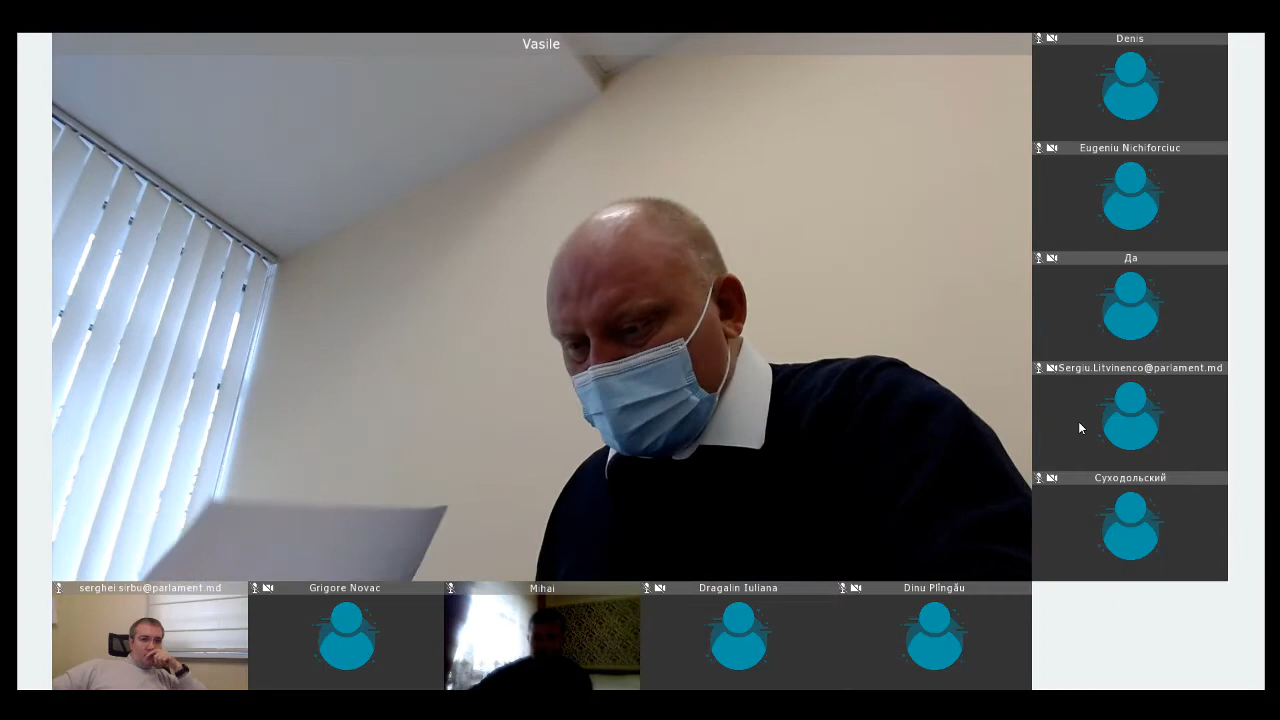 Vasile
Denis
Eugeniu Nichiforciuc
Да
Sergiu.Litvinenco@parlament.md
Суходольский
serghei.sirbu@parlament.md
Grigore Novac
Mihai
Dragalin Iuliana
Dinu Plîngău